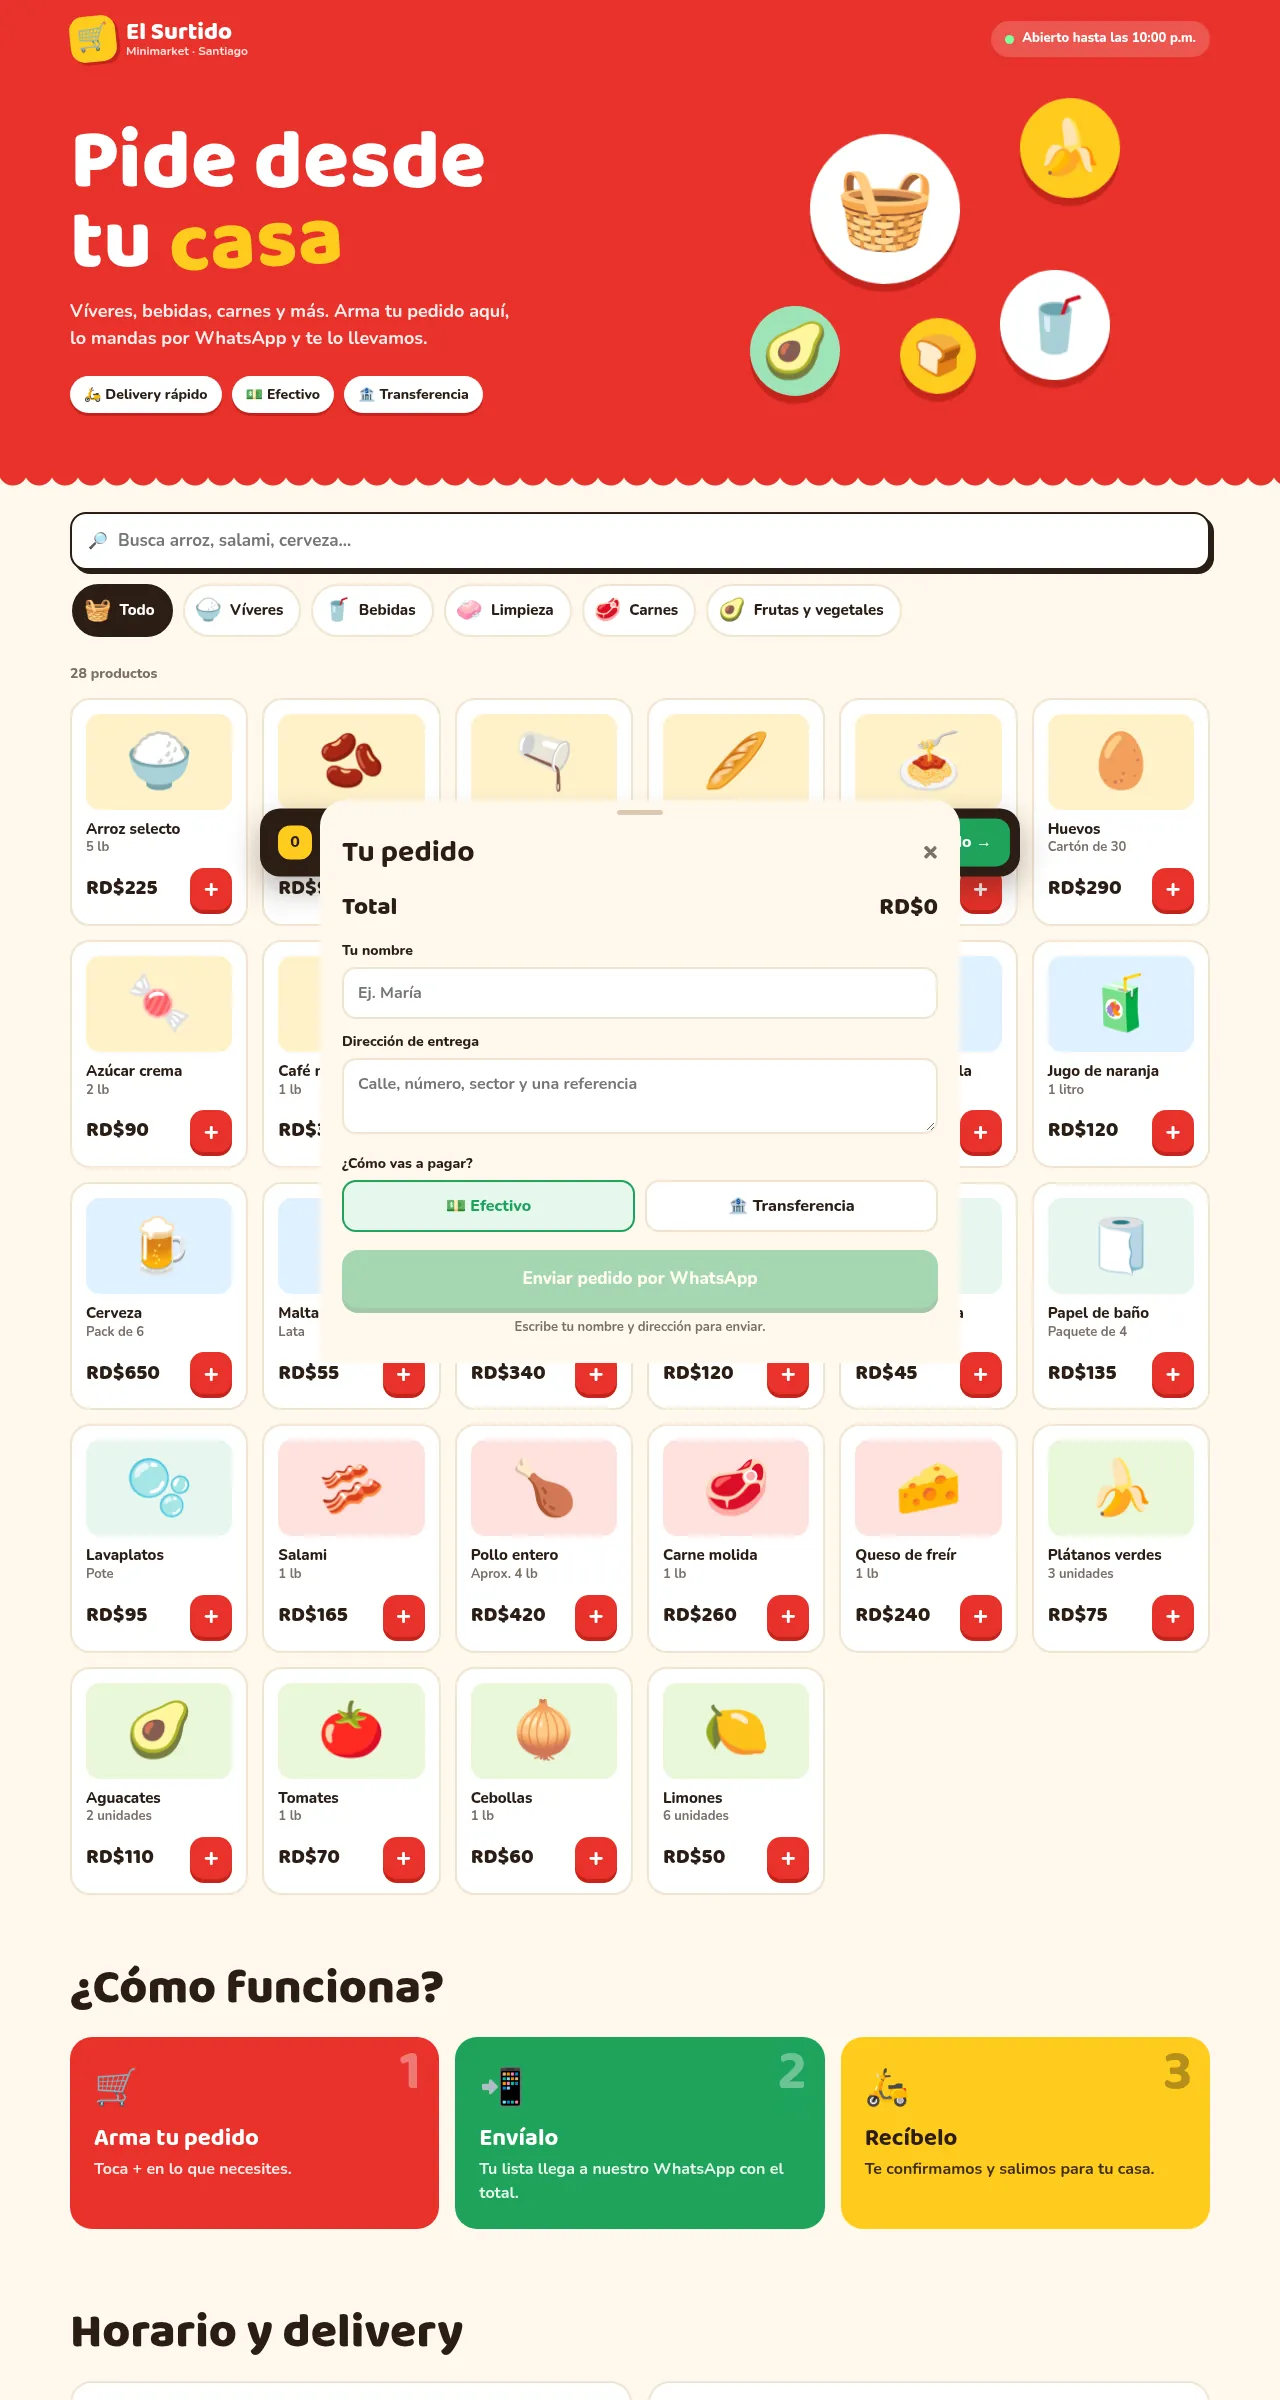 El Surtido
Minimarket · Santiago
Abierto hasta las 10:00 p.m.
Pide desde
tu casa
Víveres, bebidas, carnes y más. Arma tu pedido aquí,
lo mandas por WhatsApp y te lo llevamos.
Delivery rápido
Efectivo
Transferencia
Busca arroz, salami, cerveza...
Todo
Víveres
Bebidas
Limpieza
Carnes
Frutas y vegetales
28 productos
Arroz selecto
5 lb
RD$225
+
0
→
+
Huevos
Cartón de 30
RD$290
+
Tu pedido
×
Total
RD$0
Tu nombre
Ej. María
Dirección de entrega
Calle, número, sector y una referencia
¿Cómo vas a pagar?
Efectivo
Transferencia
Enviar pedido por WhatsApp
Escribe tu nombre y dirección para enviar.
Azúcar crema
2 lb
RD$90
+
Café
1 lb
+
Jugo de naranja
1 litro
RD$120
+
Cerveza
Pack de 6
RD$650
+
Malta
Lata
RD$55
+
RD$340
+
RD$120
+
RD$45
+
Papel de baño
Paquete de 4
RD$135
+
Lavaplatos
Pote
RD$95
+
Salami
1 lb
RD$165
+
Pollo entero
Aprox. 4 lb
RD$420
+
Carne molida
1 lb
RD$260
+
Queso de freír
1 lb
RD$240
+
Plátanos verdes
3 unidades
RD$75
+
Aguacates
2 unidades
RD$110
+
Tomates
1 lb
RD$70
+
Cebollas
1 lb
RD$60
+
Limones
6 unidades
RD$50
+
¿Cómo funciona?
1
Arma tu pedido
Toca + en lo que necesites.
2
Envíalo
Tu lista llega a nuestro WhatsApp con el
total.
3
Recíbelo
Te confirmamos y salimos para tu casa.
Horario y delivery